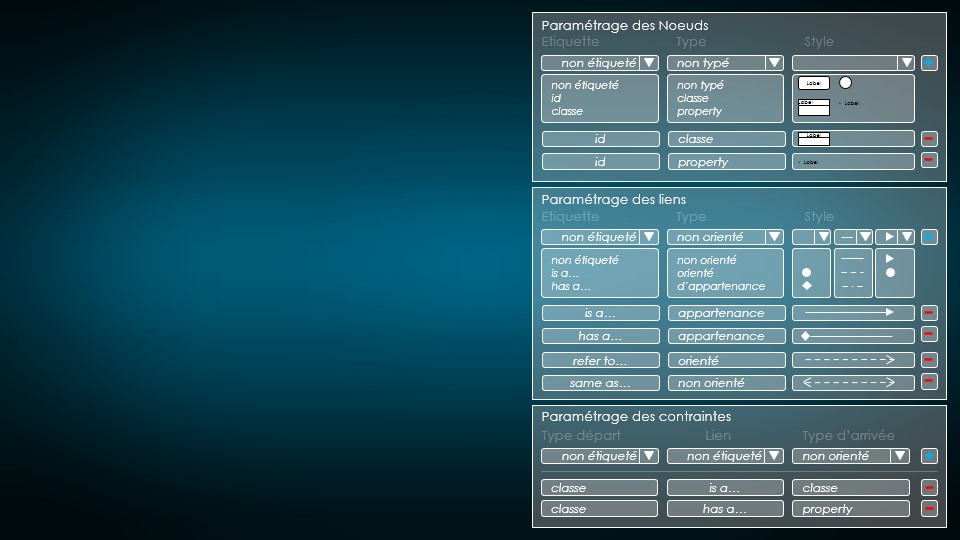 Paramétrage des Noeuds
Etiquette Type Style
non étiqueté non typé
non étiqueté non typé Label
id classe Label Label
classe property
id classe Label
id property Label
Paramétrage des liens
Etiquette Type Style
non étiqueté non orienté
non étiqueté non orienté
is a... orienté
has a... d'appartenance
is a... appartenance
has a... appartenance
refer to... orienté
same as... non orienté
Paramétrage des contraintes
Type départ Lien Type d'arrivée
non étiqueté non étiqueté non orienté
classe is a... classe
classe has a... property